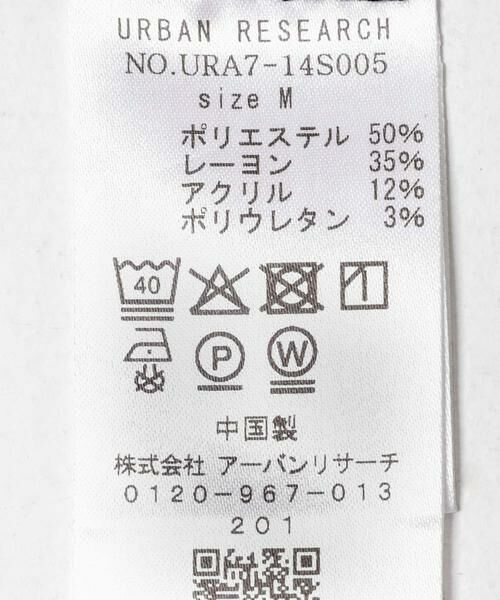 URBAN RESEARCH
NO.URA7-14S005
size M
ポリエステル 50%
レーヨン 35%
アクリル 12%
ポリウレタン 3%
40
P W
中国製
株式会社 アーバンリサーチ
0120-967-013
201